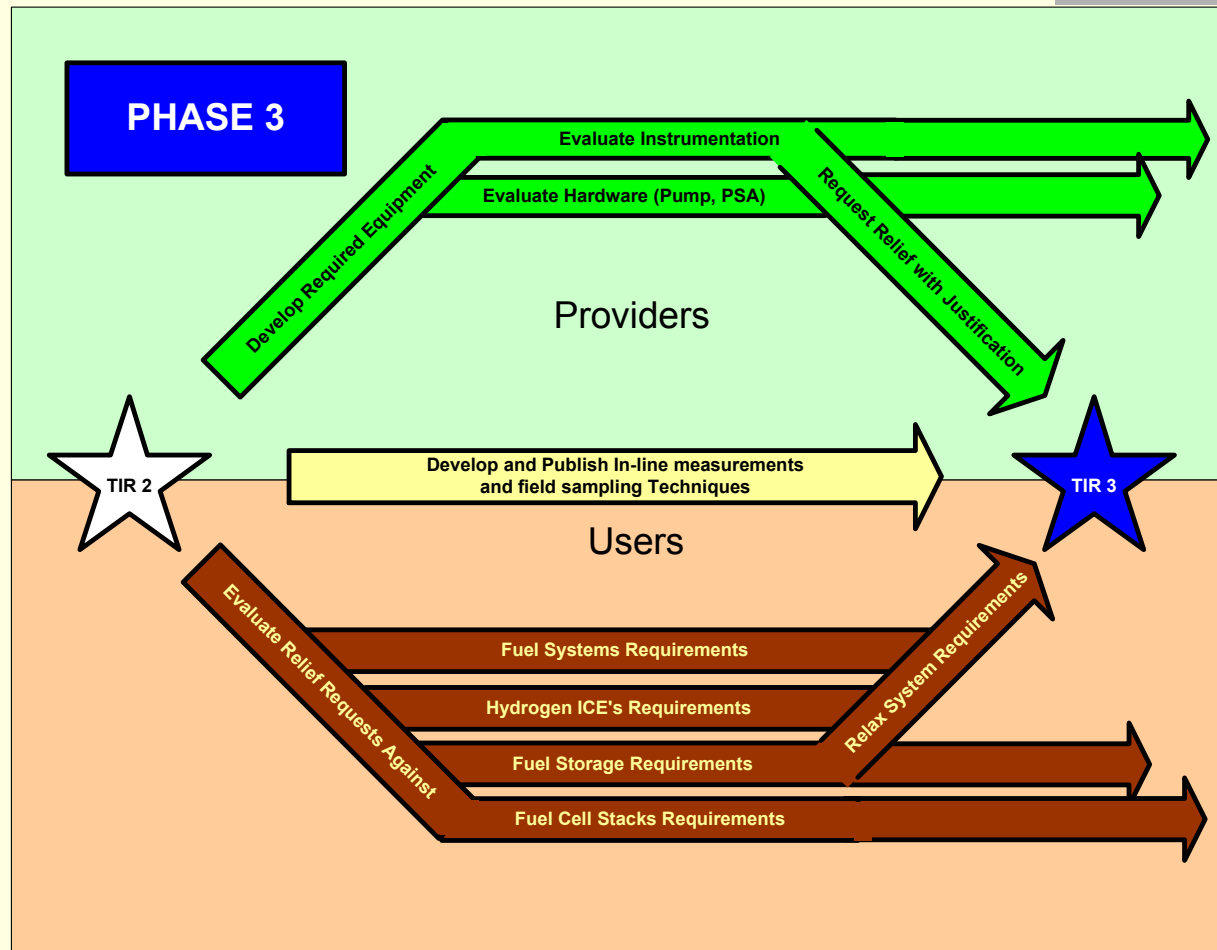 PHASE 3
Evaluate Instrumentation
Evaluate Hardware (Pump, PSA)
Develop Required Equipment
Request Relief with Justification
Providers
TIR 2
Develop and Publish In-line measurements
and field sampling Techniques
TIR 3
Users
Evaluate Relief Requests Against
Fuel Systems Requirements
Hydrogen ICE's Requirements
Fuel Storage Requirements
Fuel Cell Stacks Requirements
Relax System Requirements